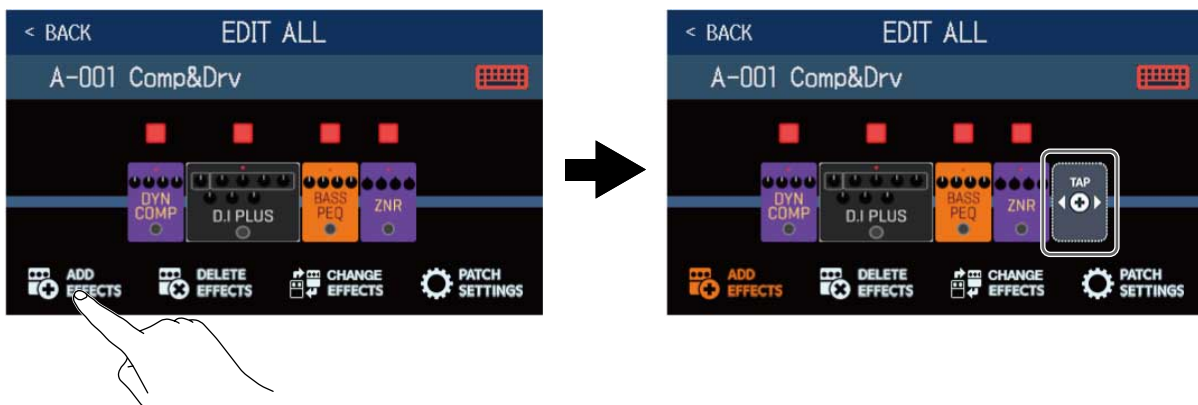 < BACK EDIT ALL
A-001 Comp&Drv
DYN
COMP
D.I PLUS
BASS
PEQ
ZNR
ADD
EFFECTS
DELETE
EFFECTS
CHANGE
EFFECTS
PATCH
SETTINGS
< BACK EDIT ALL
A-001 Comp&Drv
DYN
COMP
D.I PLUS
BASS
PEQ
ZNR
TAP
ADD
EFFECTS
DELETE
EFFECTS
CHANGE
EFFECTS
PATCH
SETTINGS